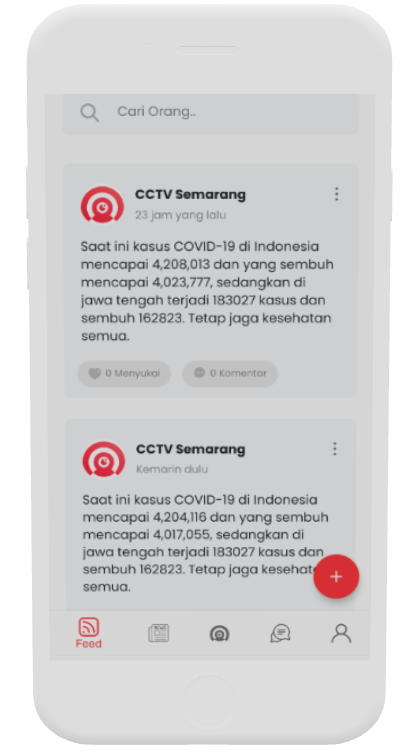 Cari Orang..
CCTV Semarang
23 jam yang lalu
Saat ini kasus COVID-19 di Indonesia
mencapai 4,208,013 dan yang sembuh
mencapai 4,023,777, sedangkan di
jawa tengah terjadi 183027 kasus dan
sembuh 162823. Tetap jaga kesehatan
semua.
0 Menyukai 0 Komentar
CCTV Semarang
Kemarin dulu
Saat ini kasus COVID-19 di Indonesia
mencapai 4,204,116 dan yang sembuh
mencapai 4,017,055, sedangkan di
jawa tengah terjadi 183027 kasus dan
sembuh 162823. Tetap jaga kesehat
semua.
+
NEWS
Feed